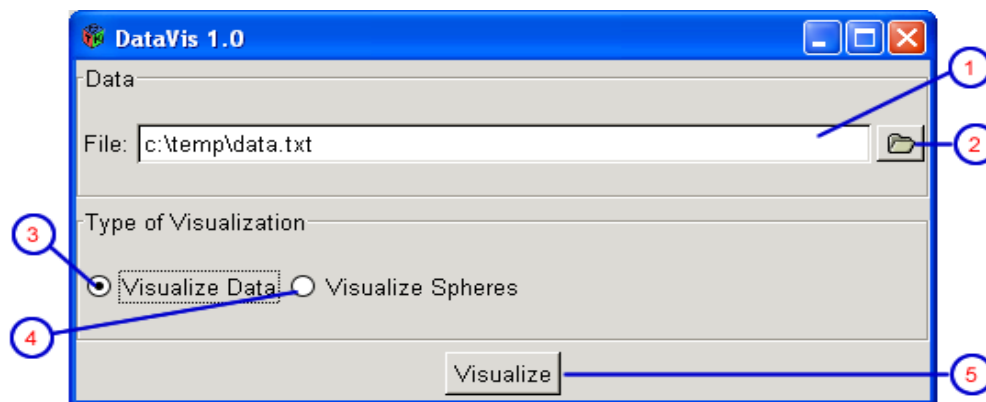 DataVis 1.0
1
Data
File: c:\temp\data.txt
2
3
Type of Visualization
Visualize Data Visualize Spheres
4
Visualize
5